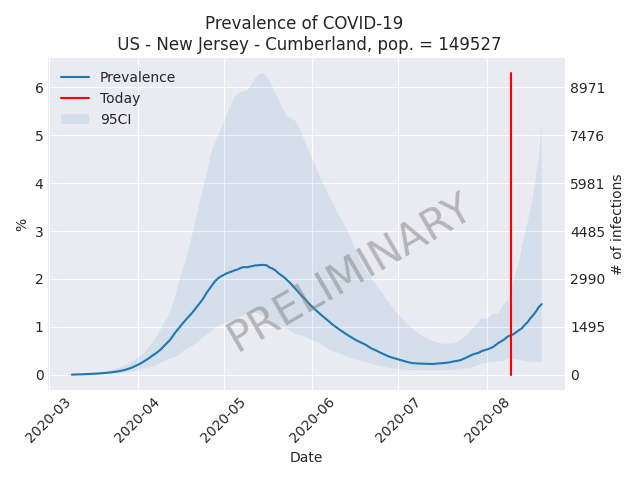 Prevalence of COVID-19
US - New Jersey - Cumberland, pop. = 149527
Prevalence
Today
95CI
6
5
4
3
2
1
0
%
8971
7476
5981
4485
2990
1495
0
# of infections
PRELIMINARY
2020-03
2020-04
2020-05
2020-06
2020-07
2020-08
Date